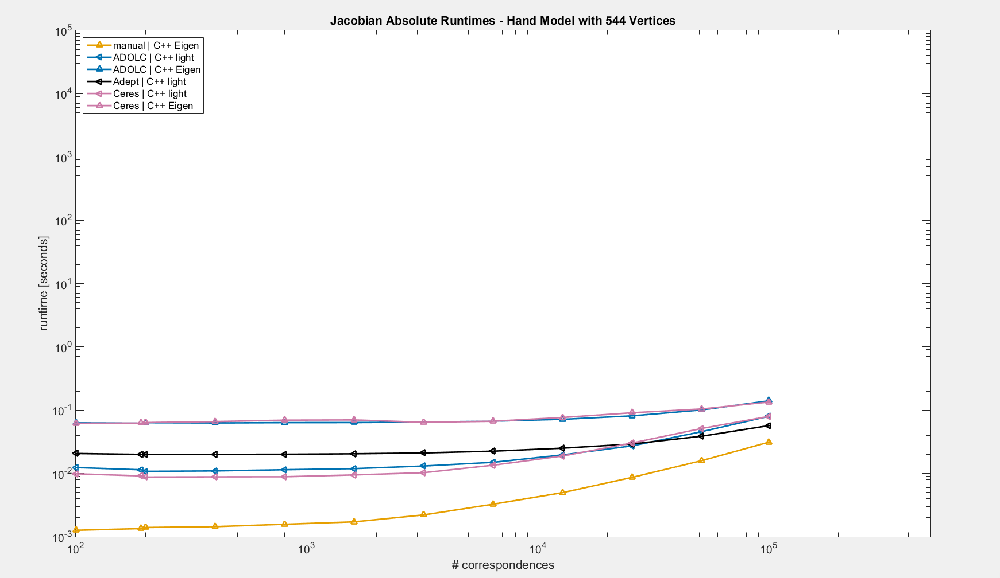 Jacobian Absolute Runtimes - Hand Model with 544 Vertices
manual | C++ Eigen
ADOLC | C++ light
ADOLC | C++ Eigen
Adept | C++ light
Ceres | C++ light
Ceres | C++ Eigen
10^5
10^4
10^3
10^2
10^1
10^0
10^-1
10^-2
10^-3
runtime [seconds]
10^2 10^3 10^4 10^5
# correspondences